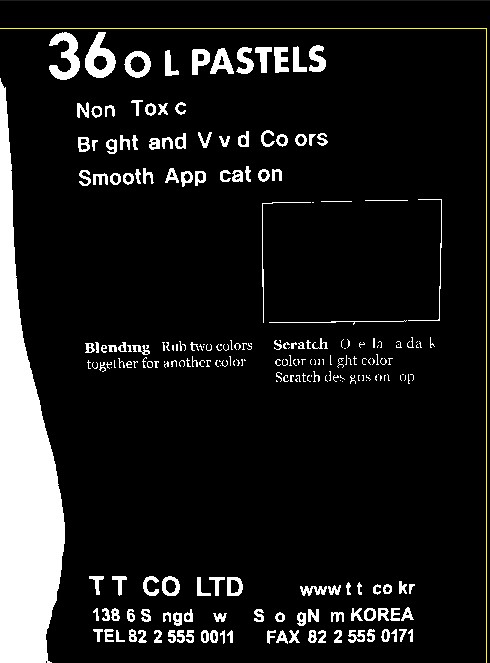 36 O L PASTELS
Non Tox c
Br ght and V v d Co ors
Smooth App cat on
Blending Rub two colors
together for another color
Scratch O e la a da k
color on l ght color
Scratch des gns on op
T T CO LTD
www t t co kr
138 6 S ngd w S o gN m KOREA
TEL 82 2 555 0011 FAX 82 2 555 0171